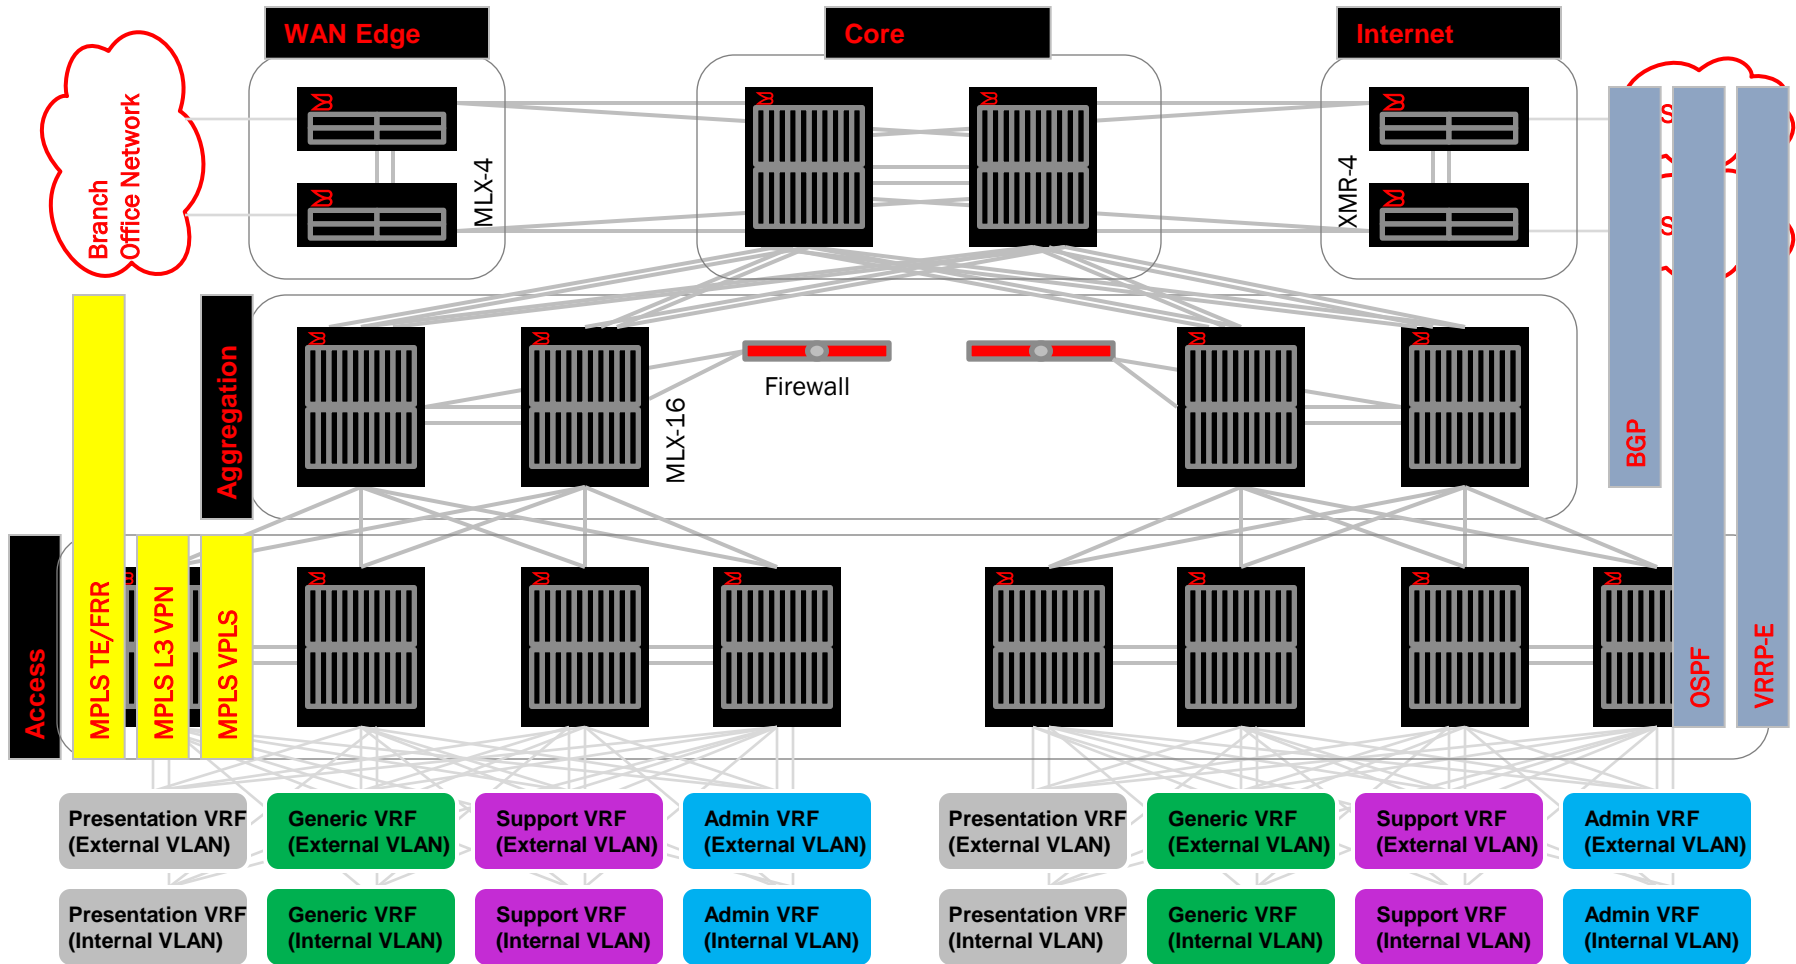 WAN Edge
Core
Internet
Branch
Office Network
MLX-4
XMR-4
S
S
Aggregation
Firewall
MLX-16
BGP
OSPF
VRRP-E
Access
MPLS TE/FRR
MPLS L3 VPN
MPLS VPLS
Presentation VRF
(External VLAN)
Generic VRF
(External VLAN)
Support VRF
(External VLAN)
Admin VRF
(External VLAN)
Presentation VRF
(External VLAN)
Generic VRF
(External VLAN)
Support VRF
(External VLAN)
Admin VRF
(External VLAN)
Presentation VRF
(Internal VLAN)
Generic VRF
(Internal VLAN)
Support VRF
(Internal VLAN)
Admin VRF
(Internal VLAN)
Presentation VRF
(Internal VLAN)
Generic VRF
(Internal VLAN)
Support VRF
(Internal VLAN)
Admin VRF
(Internal VLAN)